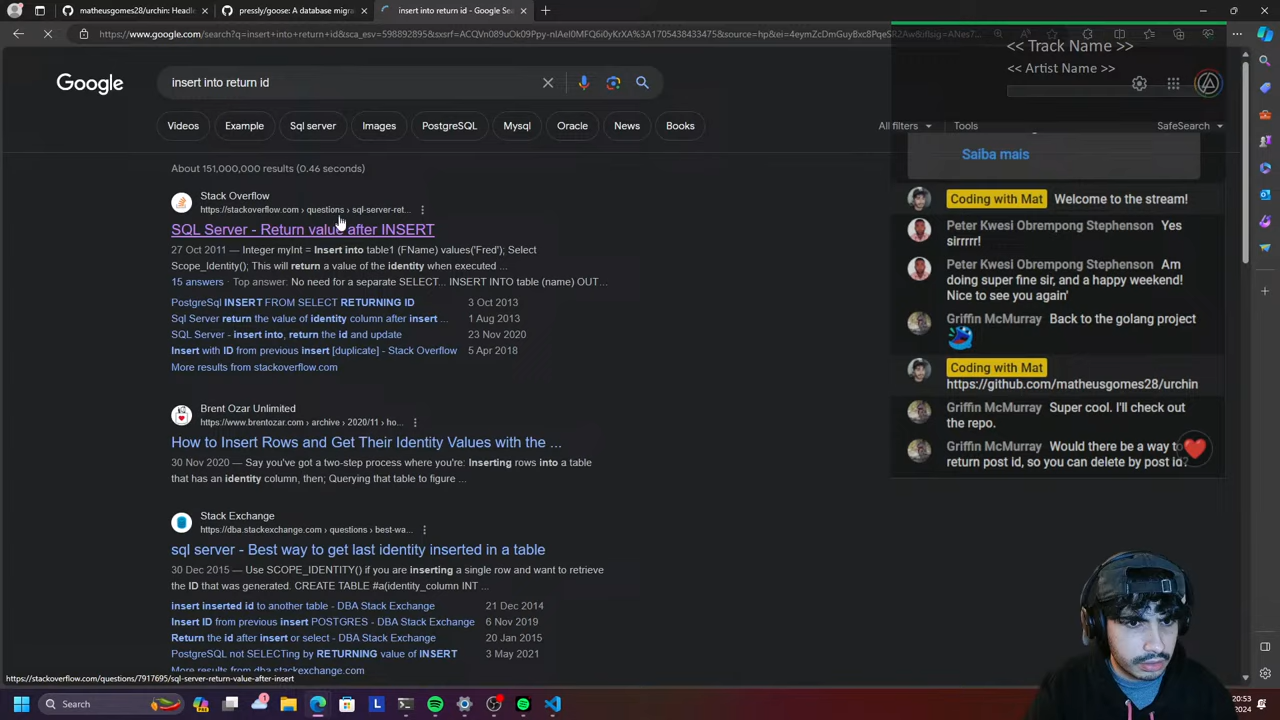 matheusgomes28/urchin: Headle
pressly/goose: A database migra
insert into return id - Google Sea
https://www.google.com/search?q=insert+into+return+id&sca_esv=598892895&sxsrf=
<< Track Name >>
<< Artist Name >>
Google
insert into return id
Videos
Example
Sql server
Images
PostgreSQL
Mysql
Oracle
News
Books
All filters
Tools
SafeSearch
About 151,000,000 results (0.46 seconds)
Stack Overflow
https://stackoverflow.com › questions › sql-server-ret...
SQL Server - Return value after INSERT
27 Oct 2011 — Integer myInt = Insert into table1 (FName) values('Fred'); Select
Scope_Identity(); This will return a value of the identity when executed ...
15 answers · Top answer: No need for a separate SELECT... INSERT INTO table (name) OUT...
PostgreSql INSERT FROM SELECT RETURNING ID 3 Oct 2013
Sql Server return the value of identity column after insert ... 1 Aug 2013
SQL Server - insert into, return the id and update 23 Nov 2020
Insert with ID from previous insert [duplicate] - Stack Overflow 5 Apr 2018
More results from stackoverflow.com
Brent Ozar Unlimited
https://www.brentozar.com › archive › 2020/11 › ho...
How to Insert Rows and Get Their Identity Values with the ...
30 Nov 2020 — Say you've got a two-step process where you're: Inserting rows into a table
that has an identity column, then; Querying that table to figure ...
Stack Exchange
https://dba.stackexchange.com › questions › best-wa...
sql server - Best way to get last identity inserted in a table
30 Dec 2015 — Use SCOPE_IDENTITY() if you are inserting a single row and want to retrieve
the ID that was generated. CREATE TABLE #a(identity_column INT ...
insert inserted id to another table - DBA Stack Exchange 21 Dec 2014
Insert ID from previous insert POSTGRES - DBA Stack Exchange 6 Nov 2019
Return the id after insert or select - DBA Stack Exchange 20 Jan 2015
PostgreSQL not SELECTing by RETURNING value of INSERT 3 May 2021
More results from dba.stackexchange.com
https://stackoverflow.com/questions/7917695/sql-server-return-value-after-insert
Saiba mais
Coding with Mat Welcome to the stream!
Peter Kwesi Obrempong Stephenson Yes
sirrrrr!
Peter Kwesi Obrempong Stephenson Am
doing super fine sir, and a happy weekend!
Nice to see you again'
Griffin McMurray Back to the golang project
Coding with Mat
https://github.com/matheusgomes28/urchin
Griffin McMurray Super cool. I'll check out
the repo.
Griffin McMurray Would there be a way to
return post id, so you can delete by post id?
Search
20:53